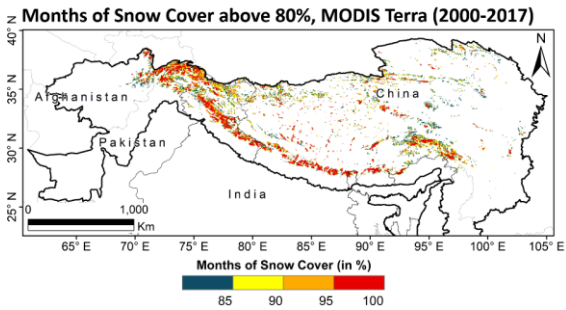 Months of Snow Cover above 80%, MODIS Terra (2000-2017)
40° N
35° N
30° N
25° N
N
Afghanistan
China
Pakistan
India
0 1,000
Km
65° E 70° E 75° E 80° E 85° E 90° E 95° E 100° E 105° E
Months of Snow Cover (in %)
85 90 95 100